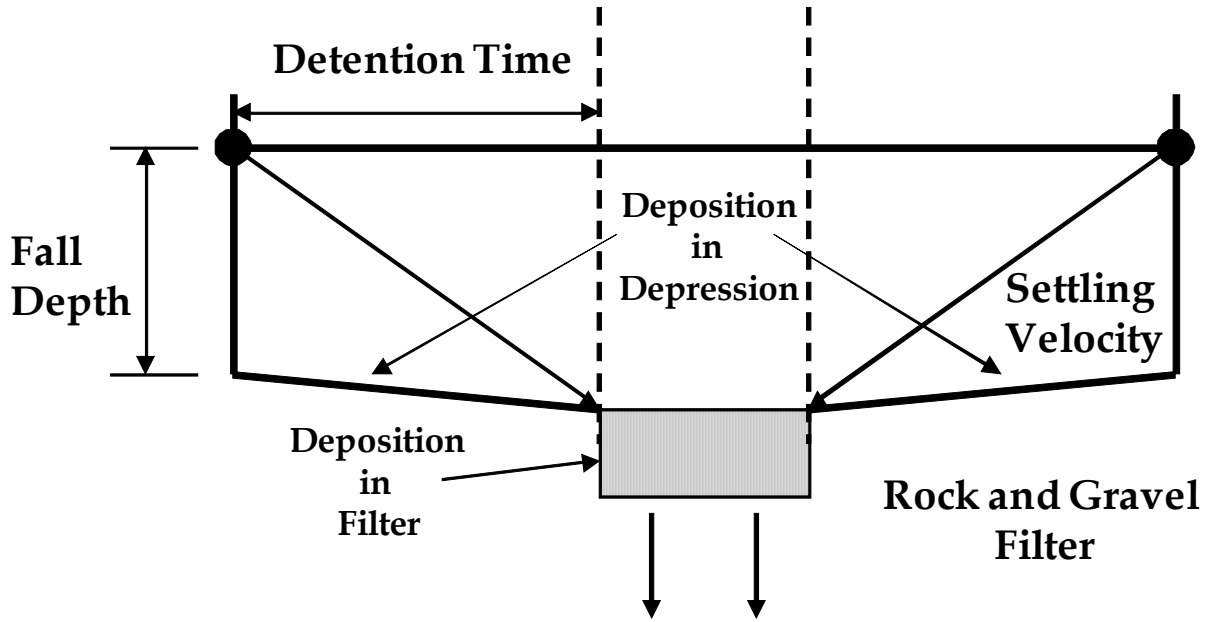 Detention Time
Deposition
in
Depression
Fall
Depth
Settling
Velocity
Deposition
in
Filter
Rock and Gravel
Filter